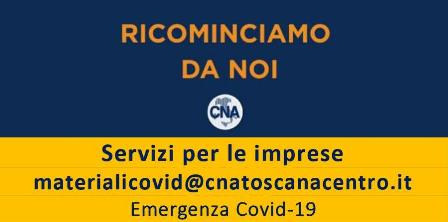 RICOMINCIAMO
DA NOI
CNA
Servizi per le imprese
materialicovid@cnatoscanacentro.it
Emergenza Covid-19